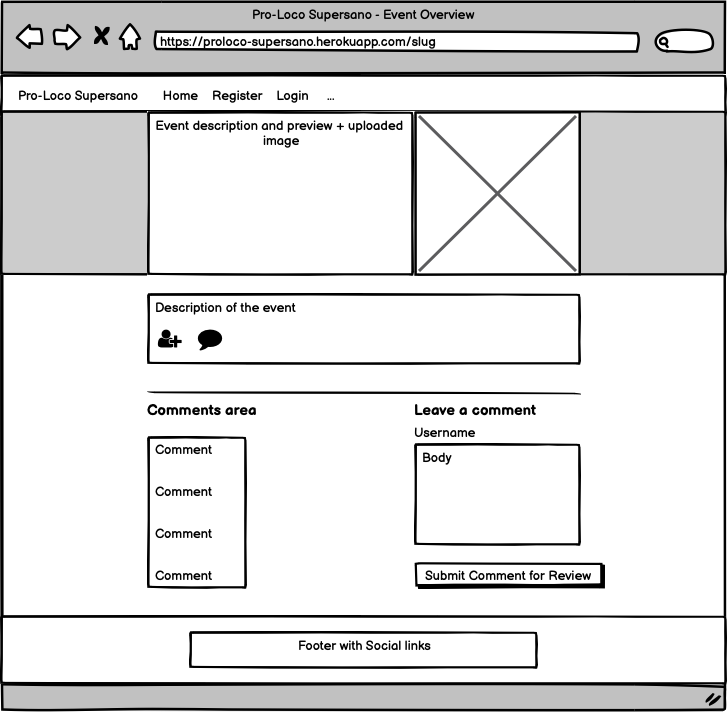 Pro-Loco Supersano - Event Overview
https://proloco-supersano.herokuapp.com/slug
Pro-Loco Supersano Home Register Login ...
Event description and preview + uploaded
image
Description of the event
Comments area
Leave a comment
Username
Comment
Body
Comment
Comment
Comment
Submit Comment for Review
Footer with Social links